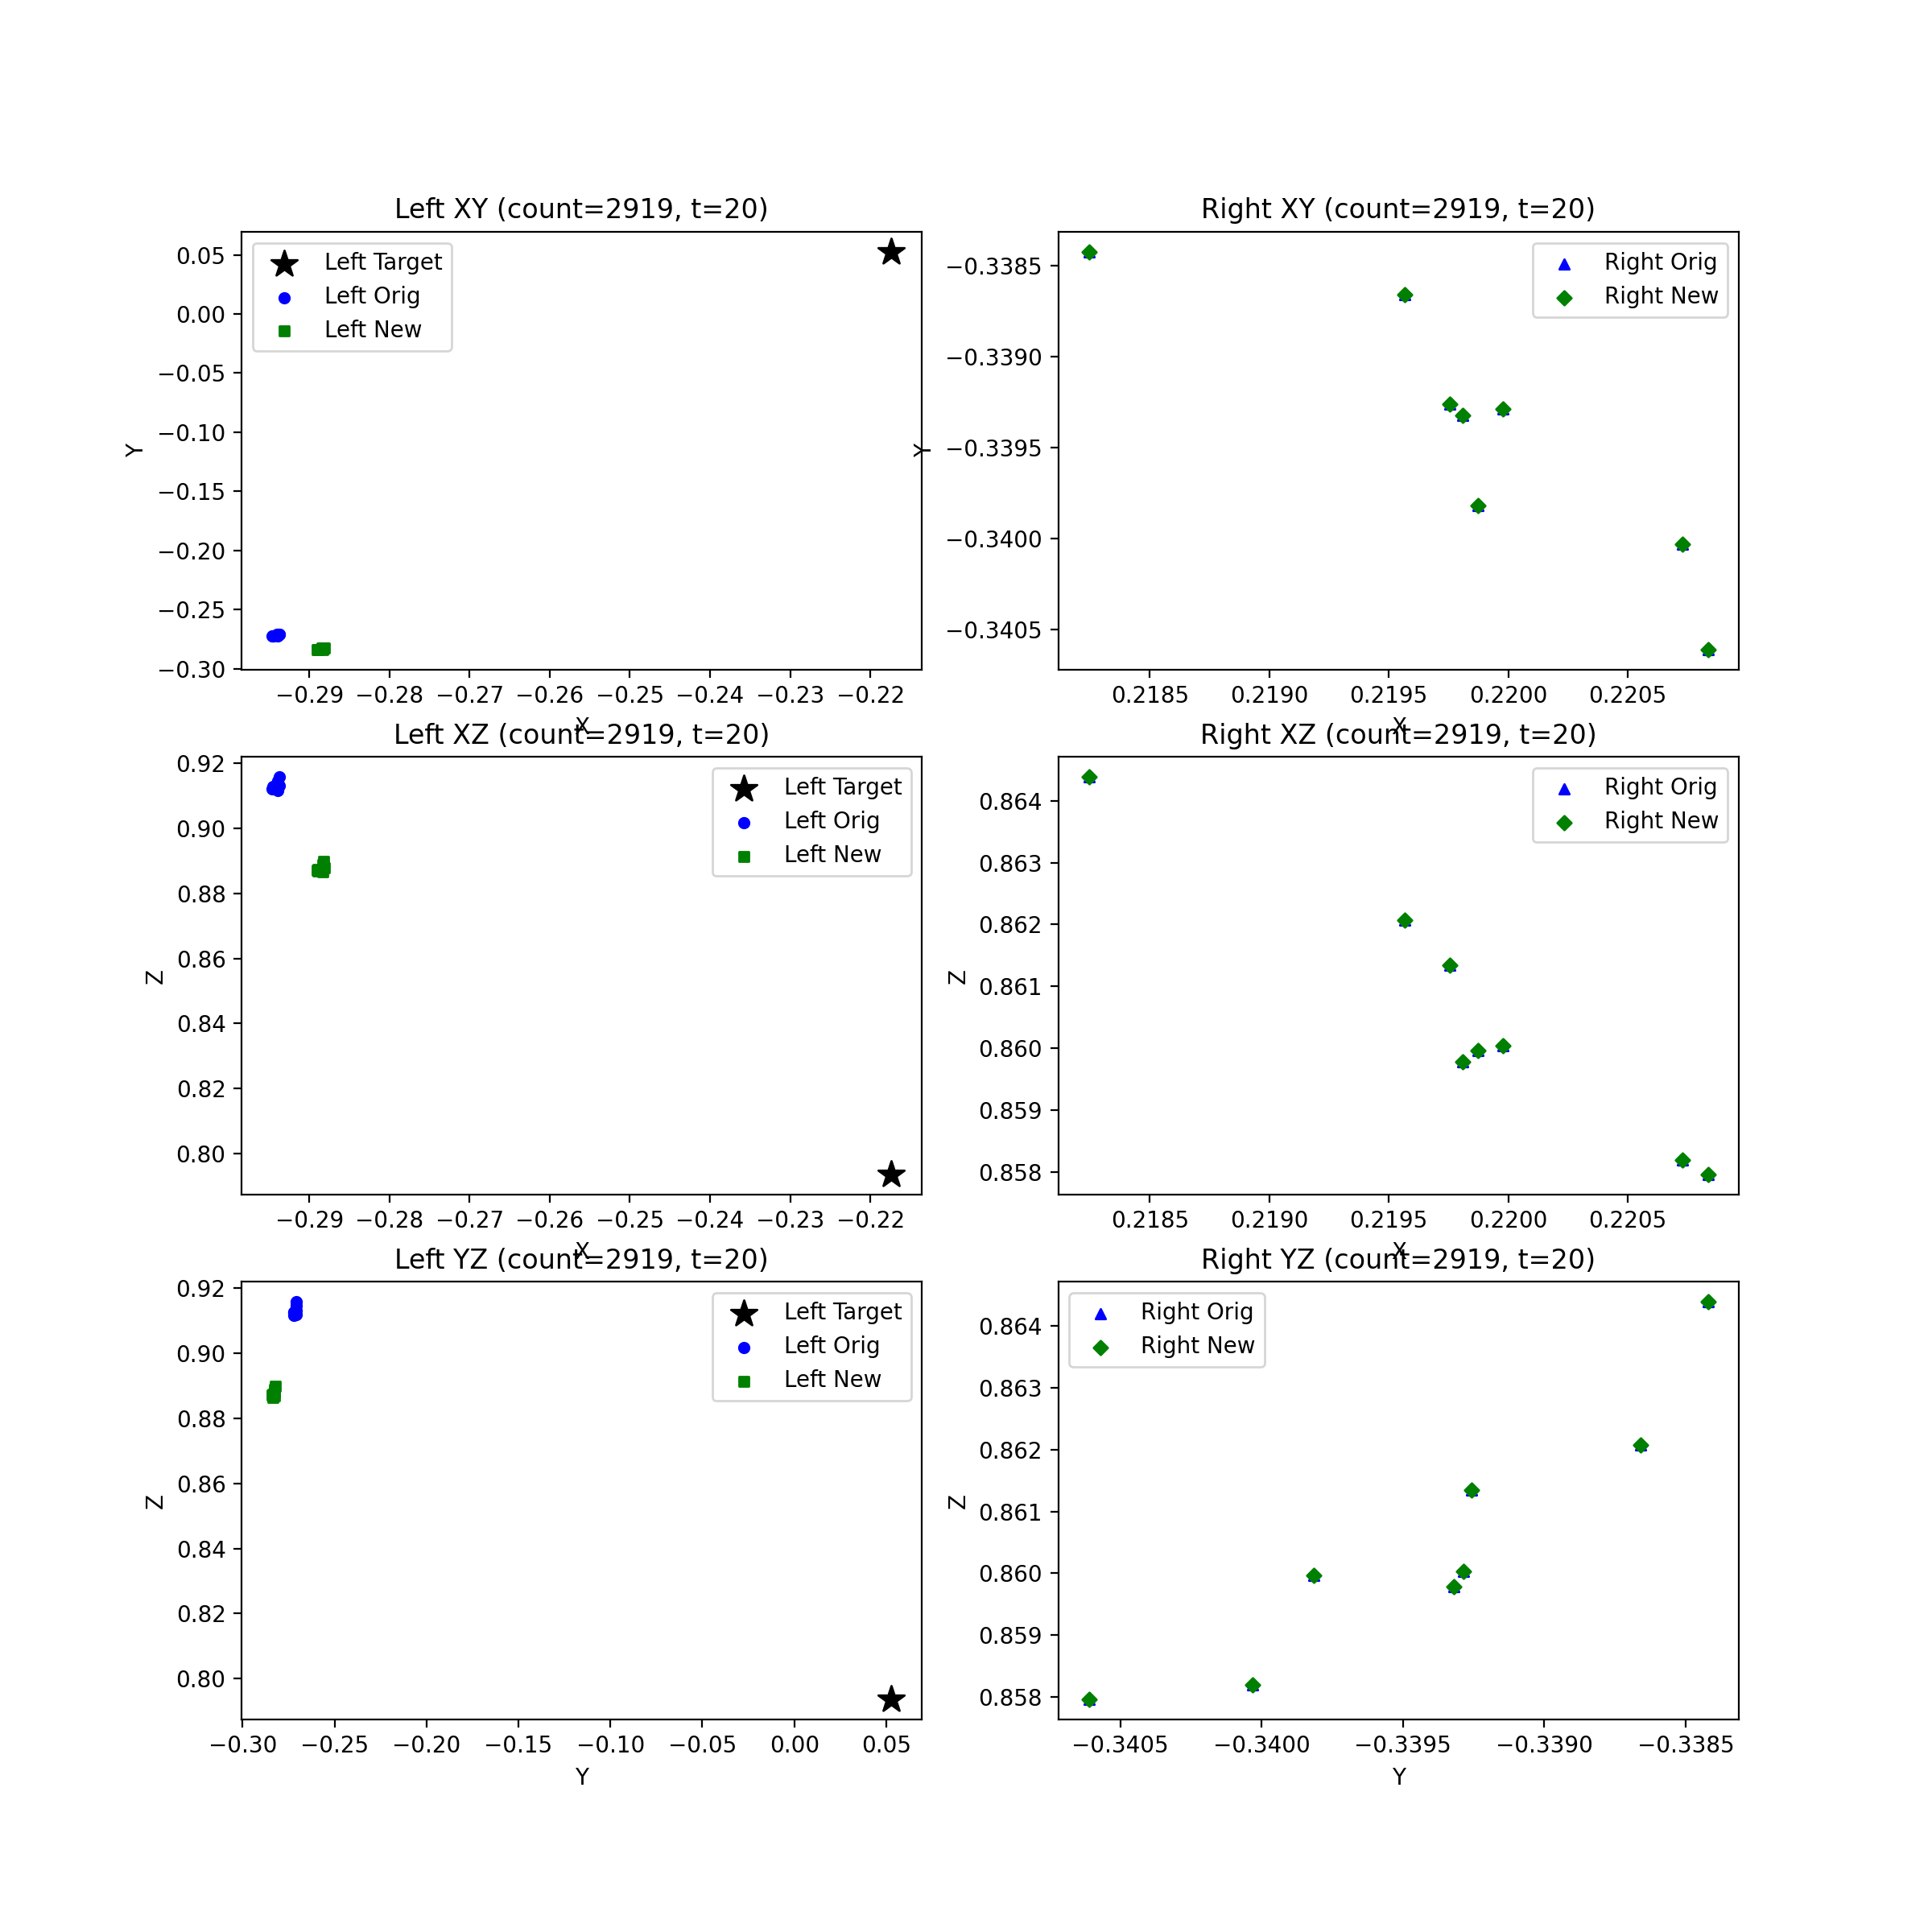 Left XY (count=2919, t=20)
Left Target
Left Orig
Left New
0.05
0.00
−0.05
−0.10
−0.15
−0.20
−0.25
−0.30
Y
−0.29 −0.28 −0.27 −0.26 −0.25 −0.24 −0.23 −0.22
X
Right XY (count=2919, t=20)
Right Orig
Right New
−0.3385
−0.3390
−0.3395
−0.3400
−0.3405
Y
0.2185 0.2190 0.2195 0.2200 0.2205
X
Left XZ (count=2919, t=20)
Left Target
Left Orig
Left New
0.92
0.90
0.88
0.86
0.84
0.82
0.80
Z
−0.29 −0.28 −0.27 −0.26 −0.25 −0.24 −0.23 −0.22
X
Right XZ (count=2919, t=20)
Right Orig
Right New
0.864
0.863
0.862
0.861
0.860
0.859
0.858
Z
0.2185 0.2190 0.2195 0.2200 0.2205
X
Left YZ (count=2919, t=20)
Left Target
Left Orig
Left New
0.92
0.90
0.88
0.86
0.84
0.82
0.80
Z
−0.30 −0.25 −0.20 −0.15 −0.10 −0.05 0.00 0.05
Y
Right YZ (count=2919, t=20)
Right Orig
Right New
0.864
0.863
0.862
0.861
0.860
0.859
0.858
Z
−0.3405 −0.3400 −0.3395 −0.3390 −0.3385
Y